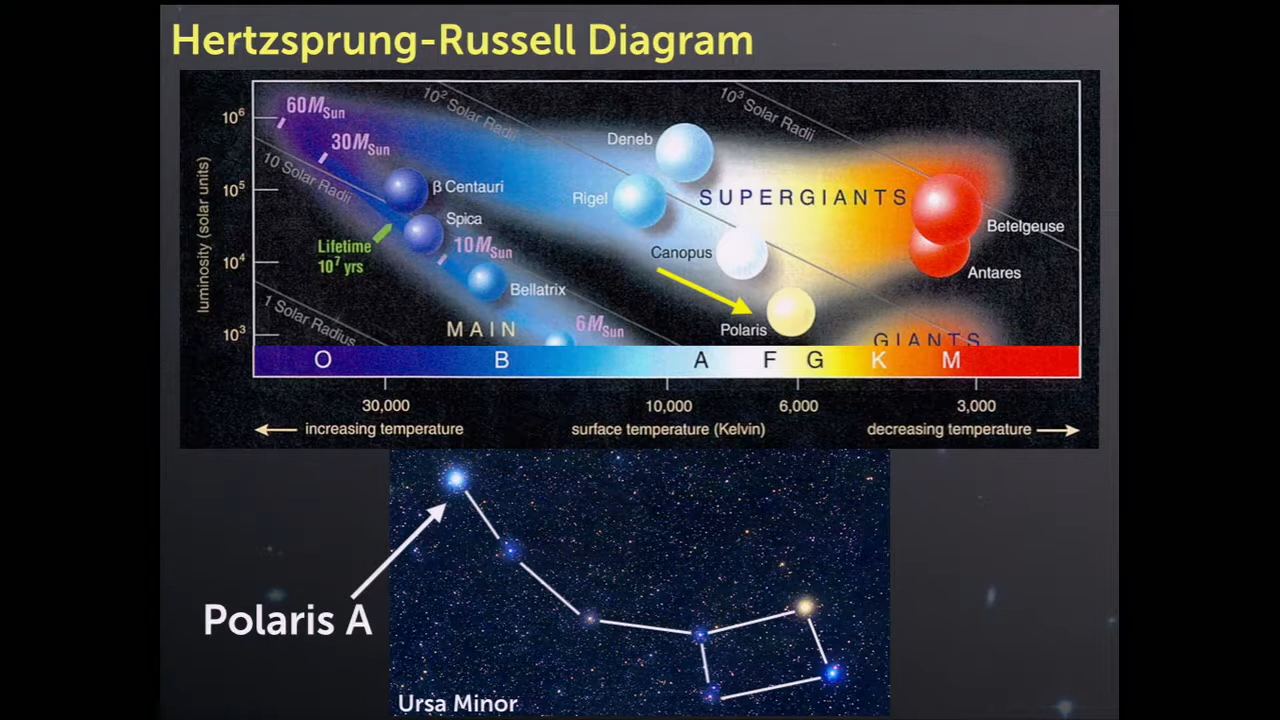 Hertzsprung-Russell Diagram
10² Solar Radii
10³ Solar Radii
60M_Sun
10⁶
30M_Sun
Deneb
10 Solar Radii
10⁵
β Centauri
Rigel
SUPERGIANTS
luminosity (solar units)
Spica
Betelgeuse
Lifetime
10⁷ yrs
10M_Sun
Canopus
10⁴
Antares
Bellatrix
1 Solar Radius
6M_Sun
Polaris
10³
MAIN
GIANTS
O B A F G K M
30,000 10,000 6,000 3,000
increasing temperature surface temperature (Kelvin) decreasing temperature
Polaris A
Ursa Minor